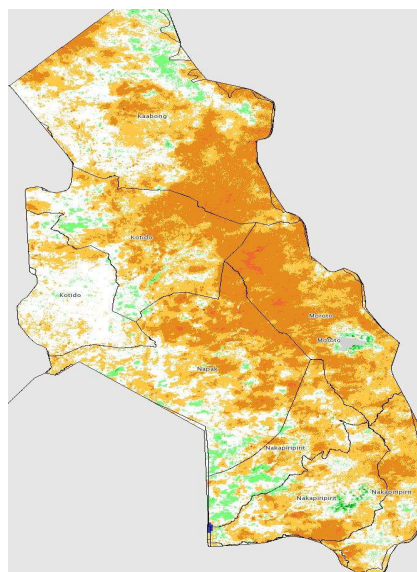 Kaabong
Kotido
Kotido
Moroto
Moroto
Napak
Nakapiripirit
Nakapiripirit
Nakapiripirit